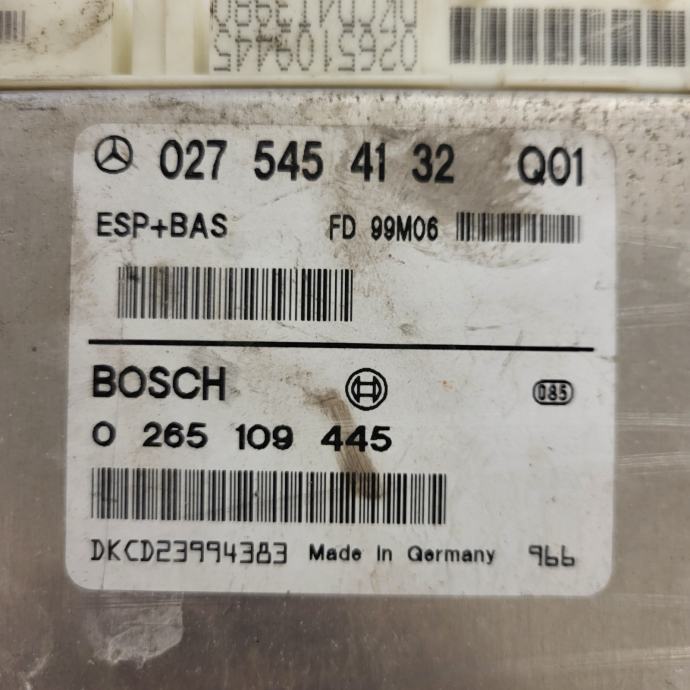 0265109445
027 545 41 32 Q01
ESP+BAS FD 99M06
BOSCH 085
0 265 109 445
DKCD23994383 Made in Germany 966